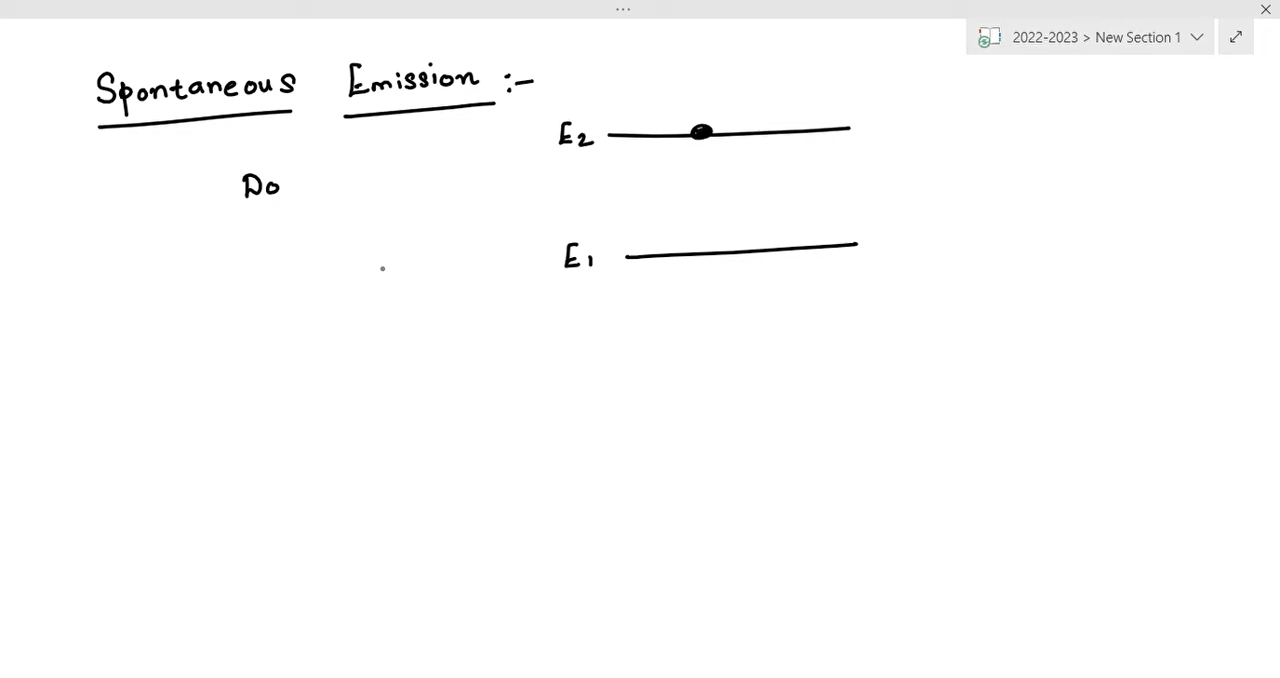 ...
2022-2023 > New Section 1
Spontaneous Emission :-
E2
Do
E1